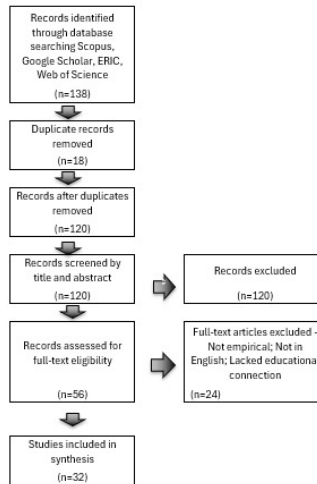 Records identified
through database
searching Scopus,
Google Scholar, ERIC,
Web of Science
(n=138)
Duplicate records
removed
(n=18)
Records after duplicates
removed
(n=120)
Records screened by
title and abstract
(n=120)
Records excluded
(n=120)
Records assessed for
full-text eligibility
(n=56)
Full-text articles excluded -
Not empirical; Not in
English; Lacked educational
connection
(n=24)
Studies included in
synthesis
(n=32)